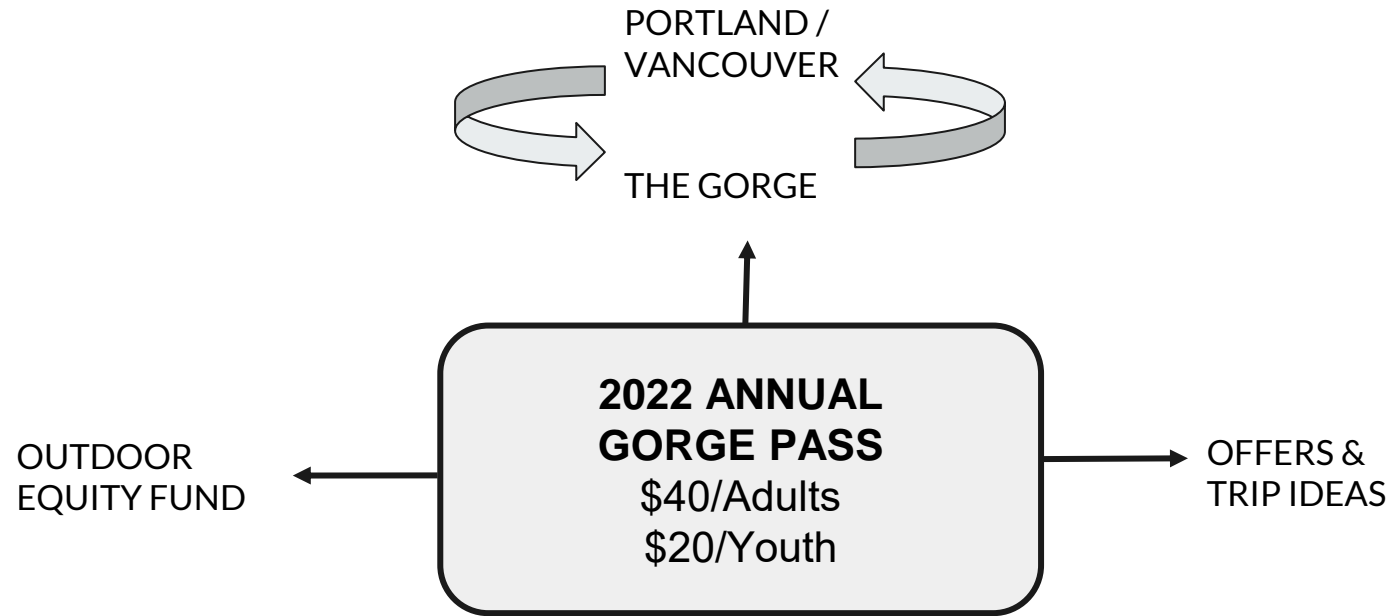 PORTLAND /
VANCOUVER
THE GORGE
2022 ANNUAL
GORGE PASS
$40/Adults
$20/Youth
OUTDOOR
EQUITY FUND
OFFERS &
TRIP IDEAS